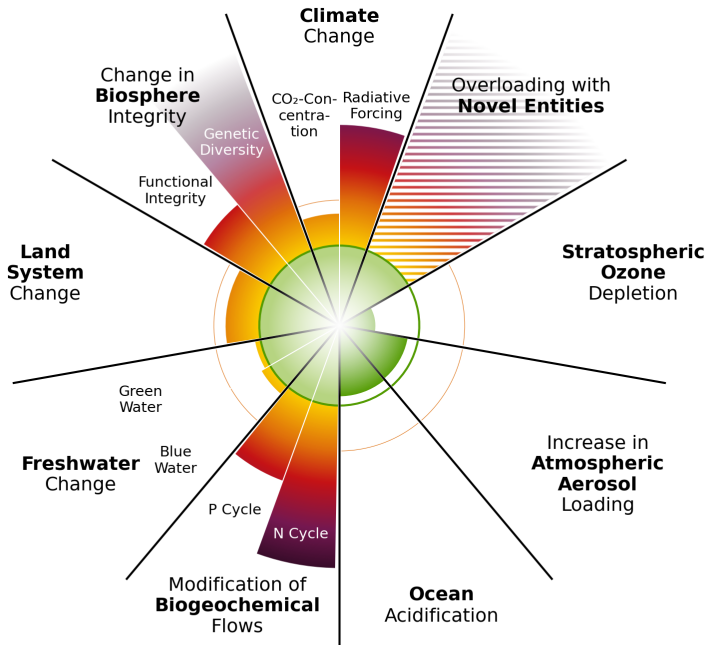 Climate
Change
Change in
Biosphere
Integrity
CO₂-Con-
centra-
tion
Radiative
Forcing
Overloading with
Novel Entities
Genetic
Diversity
Functional
Integrity
Land
System
Change
Stratospheric
Ozone
Depletion
Green
Water
Blue
Water
Freshwater
Change
Increase in
Atmospheric
Aerosol
Loading
P Cycle
N Cycle
Modification of
Biogeochemical
Flows
Ocean
Acidification